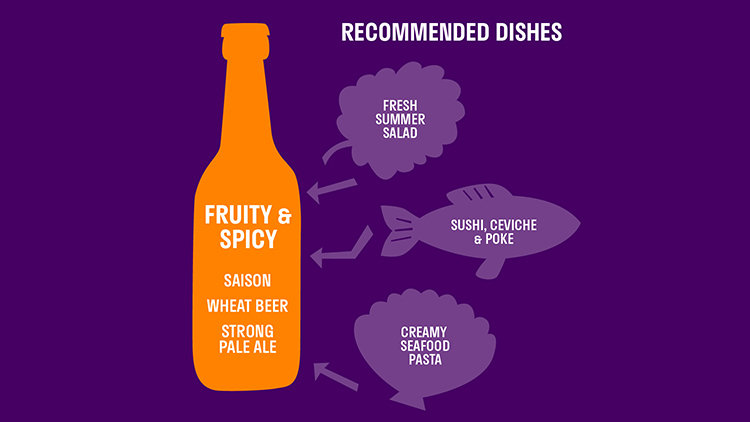 RECOMMENDED DISHES
FRESH
SUMMER
SALAD
FRUITY &
SPICY
SAISON
WHEAT BEER
STRONG
PALE ALE
SUSHI, CEVICHE
& POKE
CREAMY
SEAFOOD
PASTA